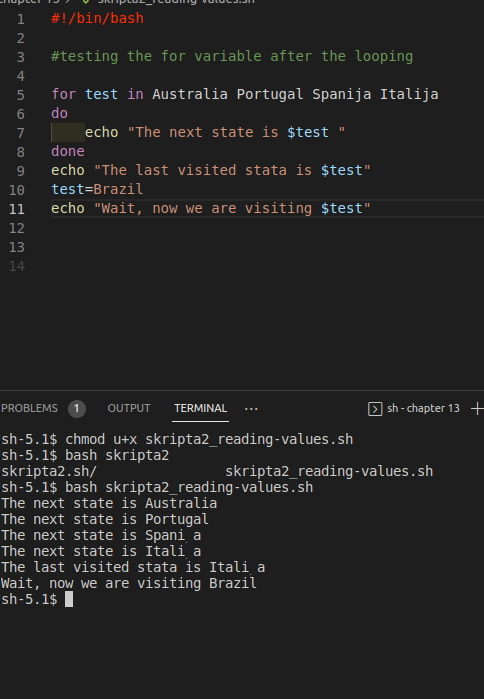 skripta2_reading-values.sh
1 #!/bin/bash
2
3 #testing the for variable after the looping
4
5 for test in Australia Portugal Spanija Italija
6 do
7 echo "The next state is $test "
8 done
9 echo "The last visited stata is $test"
10 test=Brazil
11 echo "Wait, now we are visiting $test"
12
13
14
PROBLEMS 1 OUTPUT TERMINAL ··· sh - chapter 13
sh-5.1$ chmod u+x skripta2_reading-values.sh
sh-5.1$ bash skripta2
skripta2.sh/ skripta2_reading-values.sh
sh-5.1$ bash skripta2_reading-values.sh
The next state is Australia
The next state is Portugal
The next state is Spani a
The next state is Itali a
The last visited stata is Itali a
Wait, now we are visiting Brazil
sh-5.1$